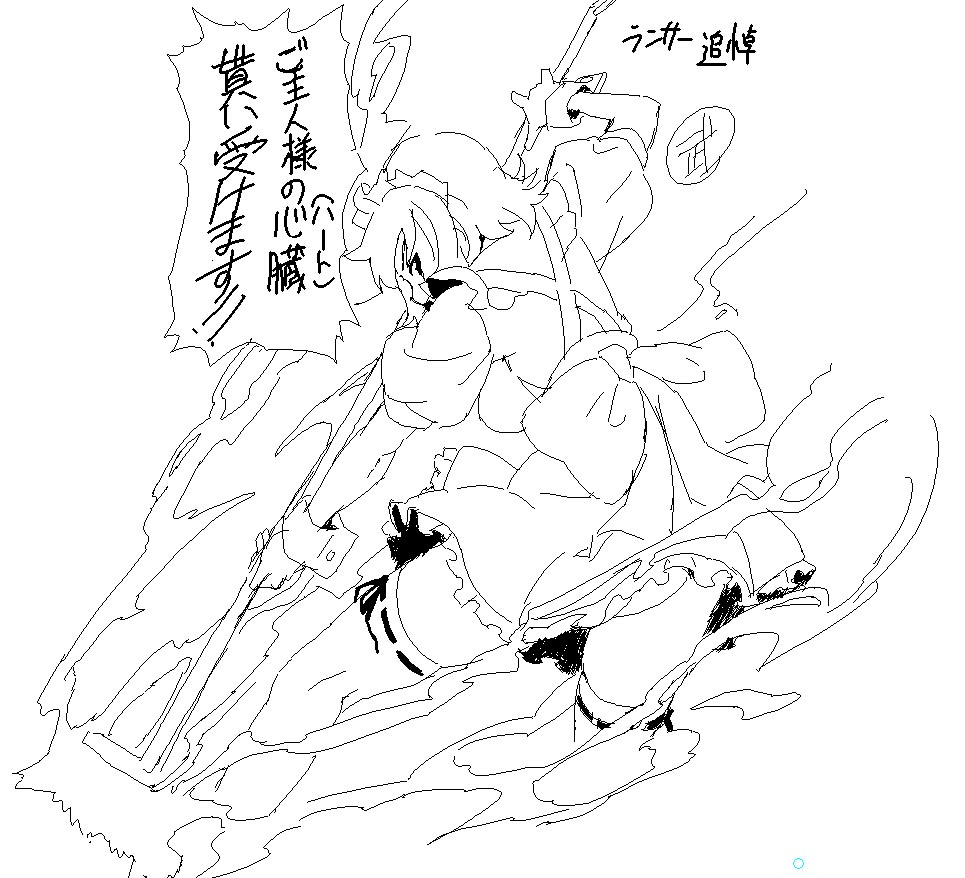 ランサー追悼
ご主人様の心臓
(ハート)
貰い受けます!!
武